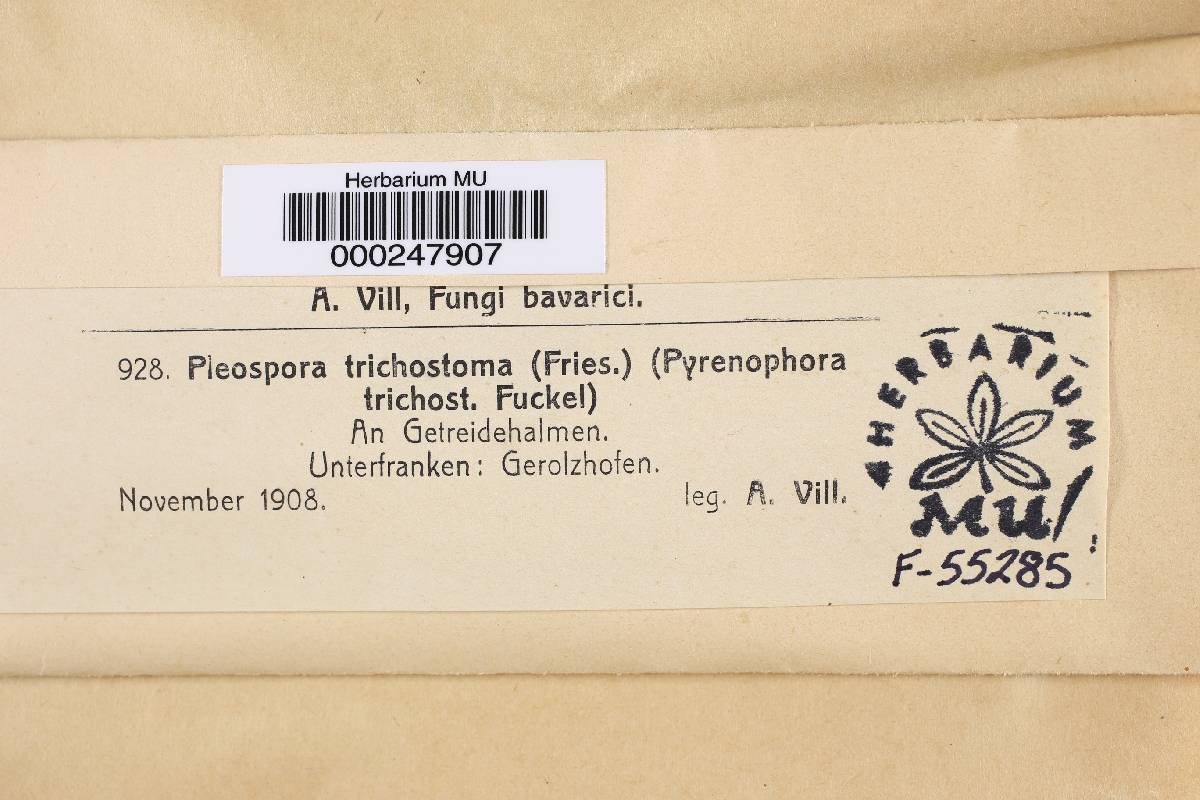 Herbarium MU
000247907
A. Vill, Fungi bavarici.
928. Pleospora trichostoma (Fries.) (Pyrenophora
trichost. Fuckel)
An Getreidehalmen.
Unterfranken: Gerolzhofen.
November 1908.
leg. A. Vill.
HERBARIUM
MU
F-55285